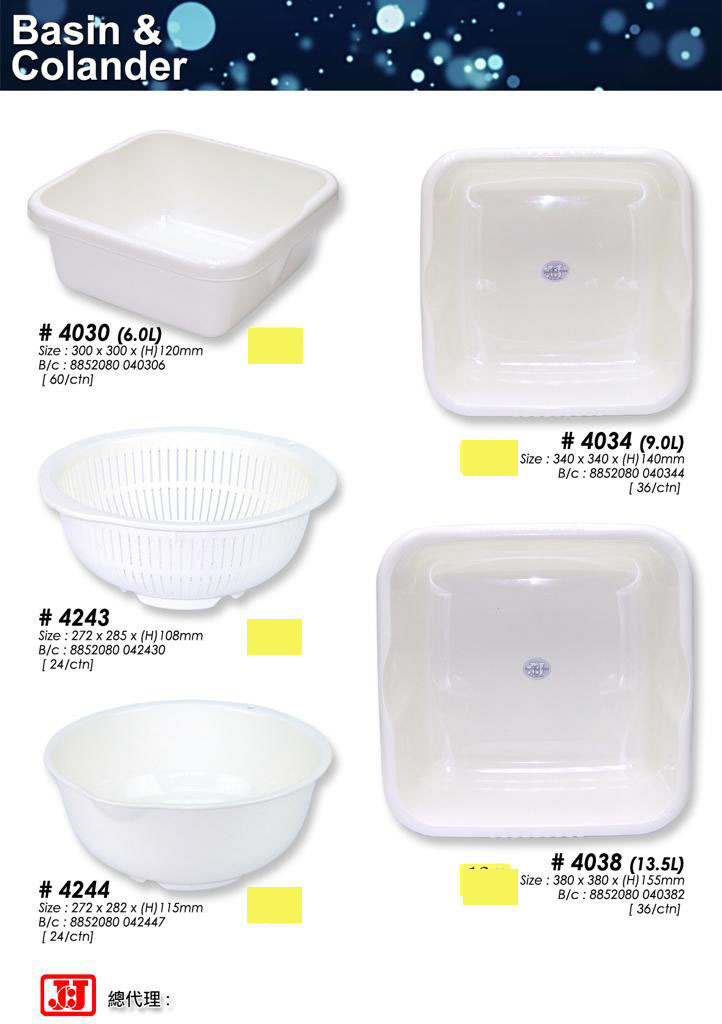 Basin &
Colander
# 4030 (6.0L)
Size : 300 x 300 x (H)120mm
B/c : 8852080 040306
[ 60/ctn]
# 4034 (9.0L)
Size : 340 x 340 x (H)140mm
B/c : 8852080 040344
[ 36/ctn]
# 4243
Size : 272 x 285 x (H)108mm
B/c : 8852080 042430
[ 24/ctn]
# 4038 (13.5L)
Size : 380 x 380 x (H)155mm
B/c : 8852080 040382
[ 36/ctn]
# 4244
Size : 272 x 282 x (H)115mm
B/c : 8852080 042447
[ 24/ctn]
總代理 :